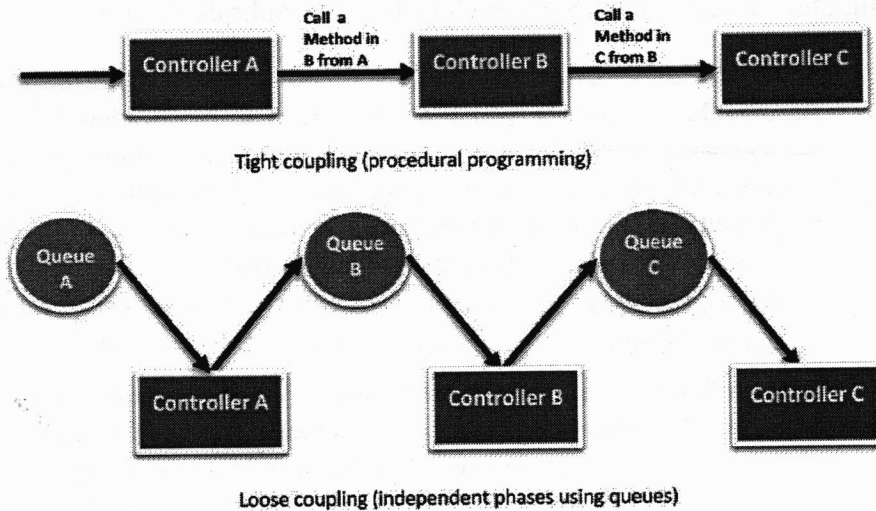 Call a
Method in
B from A
Call a
Method in
C from B
Controller A
Controller B
Controller C
Tight coupling (procedural programming)
Queue
A
Queue
B
Queue
C
Controller A
Controller B
Controller C
Loose coupling (independent phases using queues)